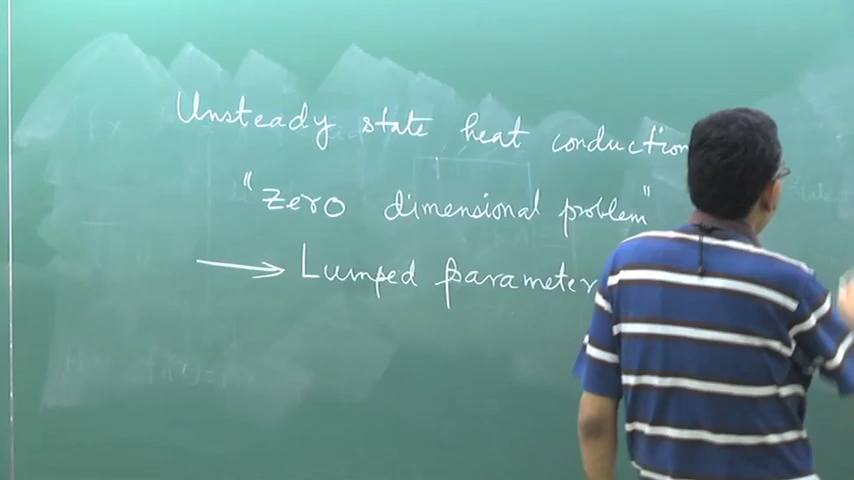 Unsteady state heat conduction
"Zero dimensional problem"
→ Lumped parameter